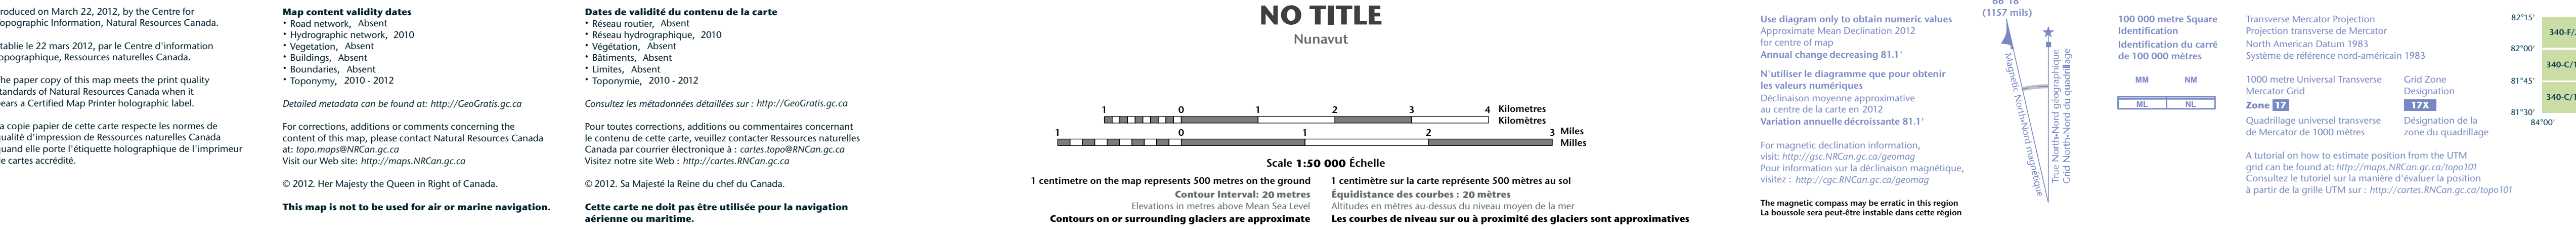 roduced on March 22, 2012, by the Centre for
opographic Information, Natural Resources Canada.
tablie le 22 mars 2012, par le Centre d'information
opographique, Ressources naturelles Canada.
he paper copy of this map meets the print quality
tandards of Natural Resources Canada when it
ears a Certified Map Printer holographic label.
a copie papier de cette carte respecte les normes de
ualité d'impression de Ressources naturelles Canada
uand elle porte l'étiquette holographique de l'imprimeur
e cartes accrédité.
Map content validity dates
• Road network, Absent
• Hydrographic network, 2010
• Vegetation, Absent
• Buildings, Absent
• Boundaries, Absent
• Toponymy, 2010 - 2012
Detailed metadata can be found at: http://GeoGratis.gc.ca
For corrections, additions or comments concerning the
content of this map, please contact Natural Resources Canada
at: topo.maps@NRCan.gc.ca
Visit our Web site: http://maps.NRCan.gc.ca
© 2012. Her Majesty the Queen in Right of Canada.
This map is not to be used for air or marine navigation.
Dates de validité du contenu de la carte
• Réseau routier, Absent
• Réseau hydrographique, 2010
• Végétation, Absent
• Bâtiments, Absent
• Limites, Absent
• Toponymie, 2010 - 2012
Consultez les métadonnées détaillées sur : http://GeoGratis.gc.ca
Pour toutes corrections, additions ou commentaires concernant
le contenu de cette carte, veuillez contacter Ressources naturelles
Canada par courrier électronique à : cartes.topo@RNCan.gc.ca
Visitez notre site Web : http://cartes.RNCan.gc.ca
© 2012. Sa Majesté la Reine du chef du Canada.
Cette carte ne doit pas être utilisée pour la navigation
aérienne ou maritime.
NO TITLE
Nunavut
1 0 1 2 3 4 Kilometres
Kilomètres
1 0 1 2 3 Miles
Milles
Scale 1:50 000 Échelle
1 centimetre on the map represents 500 metres on the ground
Contour Interval: 20 metres
Elevations in metres above Mean Sea Level
Contours on or surrounding glaciers are approximate
1 centimètre sur la carte représente 500 mètres au sol
Équidistance des courbes : 20 mètres
Altitudes en mètres au-dessus du niveau moyen de la mer
Les courbes de niveau sur ou à proximité des glaciers sont approximatives
Use diagram only to obtain numeric values
Approximate Mean Declination 2012
for centre of map
Annual change decreasing 81.1'
N'utiliser le diagramme que pour obtenir
les valeurs numériques
Déclinaison moyenne approximative
au centre de la carte en 2012
Variation annuelle décroissante 81.1'
For magnetic declination information,
visit: http://gsc.NRCan.gc.ca/geomag
Pour information sur la déclinaison magnétique,
visitez : http://cgc.RNCan.gc.ca/geomag
The magnetic compass may be erratic in this region
La boussole sera peut-être instable dans cette région
66°18'
(1157 mils)
Magnetic North•Nord magnétique
True North•Nord géographique
Grid North•Nord du quadrillage
100 000 metre Square
Identification
Identification du carré
de 100 000 mètres
MM NM
ML NL
Transverse Mercator Projection
Projection transverse de Mercator
North American Datum 1983
Système de référence nord-américain 1983
1000 metre Universal Transverse
Mercator Grid
Zone 17
Quadrillage universel transverse
de Mercator de 1000 mètres
Grid Zone
Designation
17X
Désignation de la
zone du quadrillage
A tutorial on how to estimate position from the UTM
grid can be found at: http://maps.NRCan.gc.ca/topo101
Consultez le tutoriel sur la manière d'évaluer la position
à partir de la grille UTM sur : http://cartes.RNCan.gc.ca/topo101
82°15'
82°00'
81°45'
81°30'
84°00'
340-F/
340-C/1
340-C/1